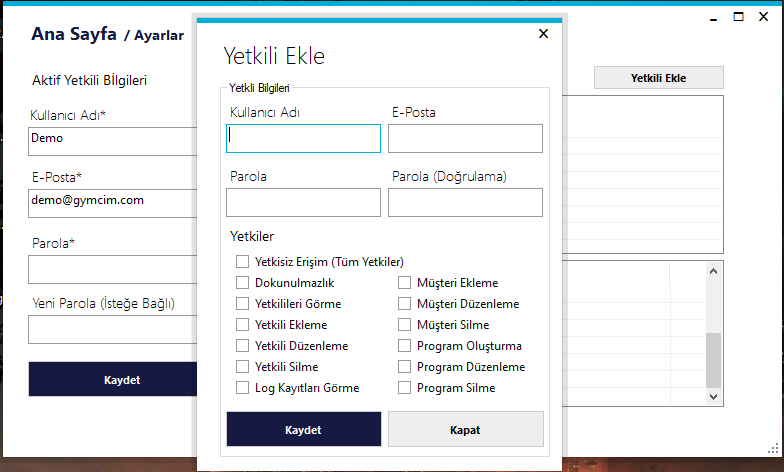 Ana Sayfa / Ayarlar
Aktif Yetkili Bİlgileri
Kullanıcı Adı*
Demo
E-Posta*
demo@gymcim.com
Parola*
Yeni Parola (İsteğe Bağlı)
Kaydet
Yetkili Ekle
Yetkili Ekle
Yetkli Bilgileri
Kullanıcı Adı
E-Posta
Parola
Parola (Doğrulama)
Yetkiler
Yetkisiz Erişim (Tüm Yetkiler)
Dokunulmazlık
Müşteri Ekleme
Yetkilileri Görme
Müşteri Düzenleme
Yetkili Ekleme
Müşteri Silme
Yetkili Düzenleme
Program Oluşturma
Yetkili Silme
Program Düzenleme
Log Kayıtları Görme
Program Silme
Kaydet
Kapat